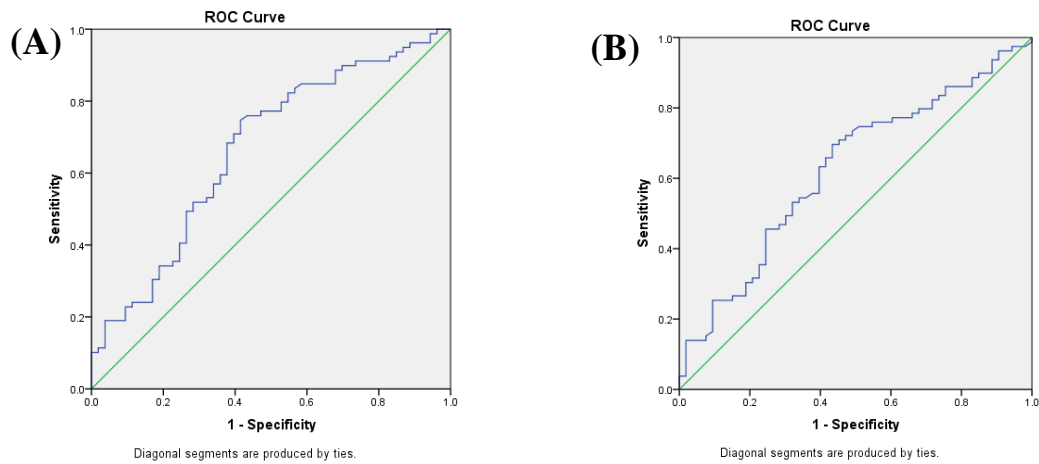 (A)
ROC Curve
1.0
0.8
0.6
0.4
0.2
0.0
Sensitivity
0.0 0.2 0.4 0.6 0.8 1.0
1 - Specificity
Diagonal segments are produced by ties.
(B)
ROC Curve
1.0
0.8
0.6
0.4
0.2
0.0
Sensitivity
0.0 0.2 0.4 0.6 0.8 1.0
1 - Specificity
Diagonal segments are produced by ties.